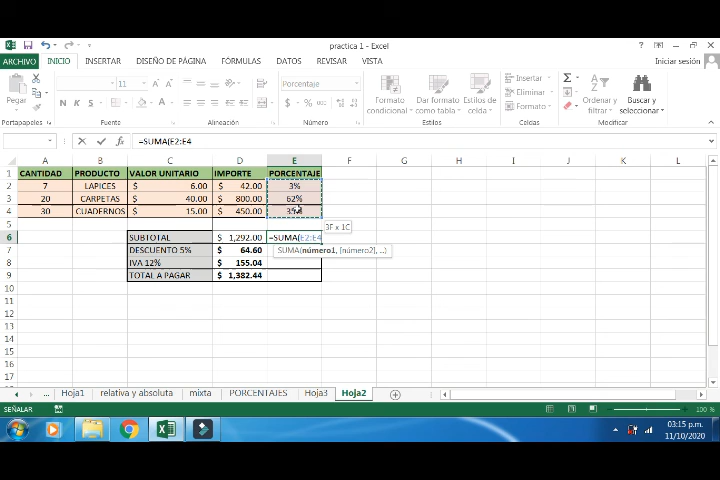 practica 1 - Excel
ARCHIVO INICIO INSERTAR DISEÑO DE PÁGINA FÓRMULAS DATOS REVISAR VISTA Iniciar sesión
Pegar
11
Porcentaje
Formato condicional
Dar formato como tabla
Estilos de celda
Insertar
Eliminar
Formato
Ordenar y filtrar
Buscar y seleccionar
Portapapeles Fuente Alineación Número Estilos Celdas Modificar
=SUMA(E2:E4
A B C D E F G H I J K L
1 CANTIDAD PRODUCTO VALOR UNITARIO IMPORTE PORCENTAJE
2 7 LAPICES $ 6.00 $ 42.00 3%
3 20 CARPETAS $ 40.00 $ 800.00 62%
4 30 CUADERNOS $ 15.00 $ 450.00
5 3F x 1C
6 SUBTOTAL $ 1,292.00 =SUMA(E2:E4
7 DESCUENTO 5% $ 64.60 SUMA(número1, [número2], ...)
8 IVA 12% $ 155.04
9 TOTAL A PAGAR $ 1,382.44
10
11
12
13
14
15
16
17
... Hoja1 relativa y absoluta mixta PORCENTAJES Hoja3 Hoja2
SEÑALAR 100 %
03:15 p.m.
11/10/2020